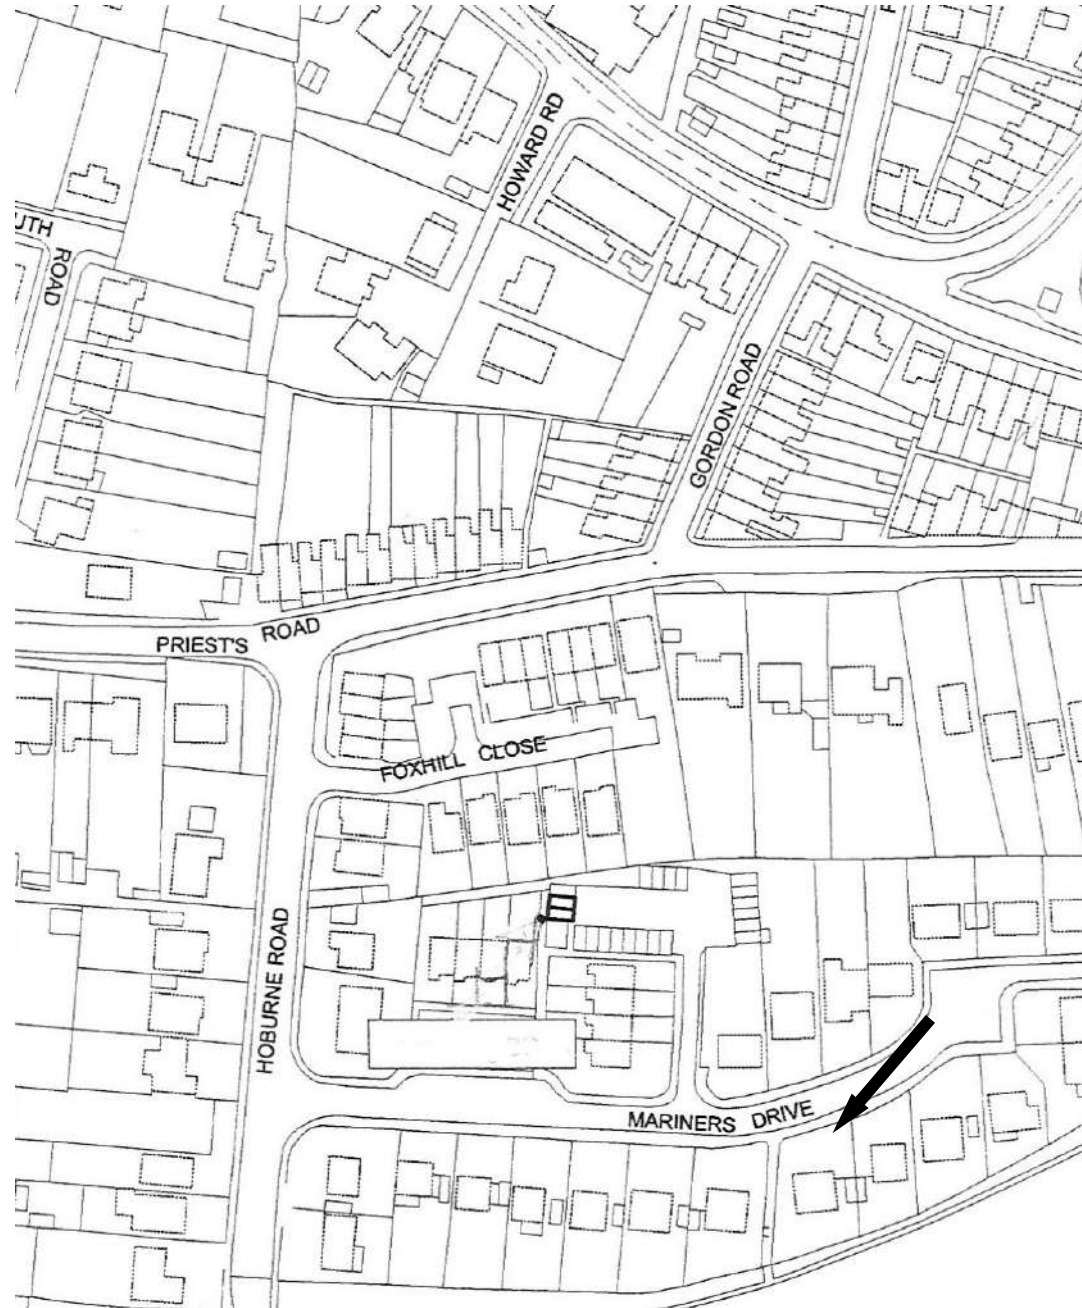 HOWARD RD
UTH
ROAD
GORDON ROAD
PRIEST'S ROAD
FOXHILL CLOSE
HOBURNE ROAD
MARINERS DRIVE